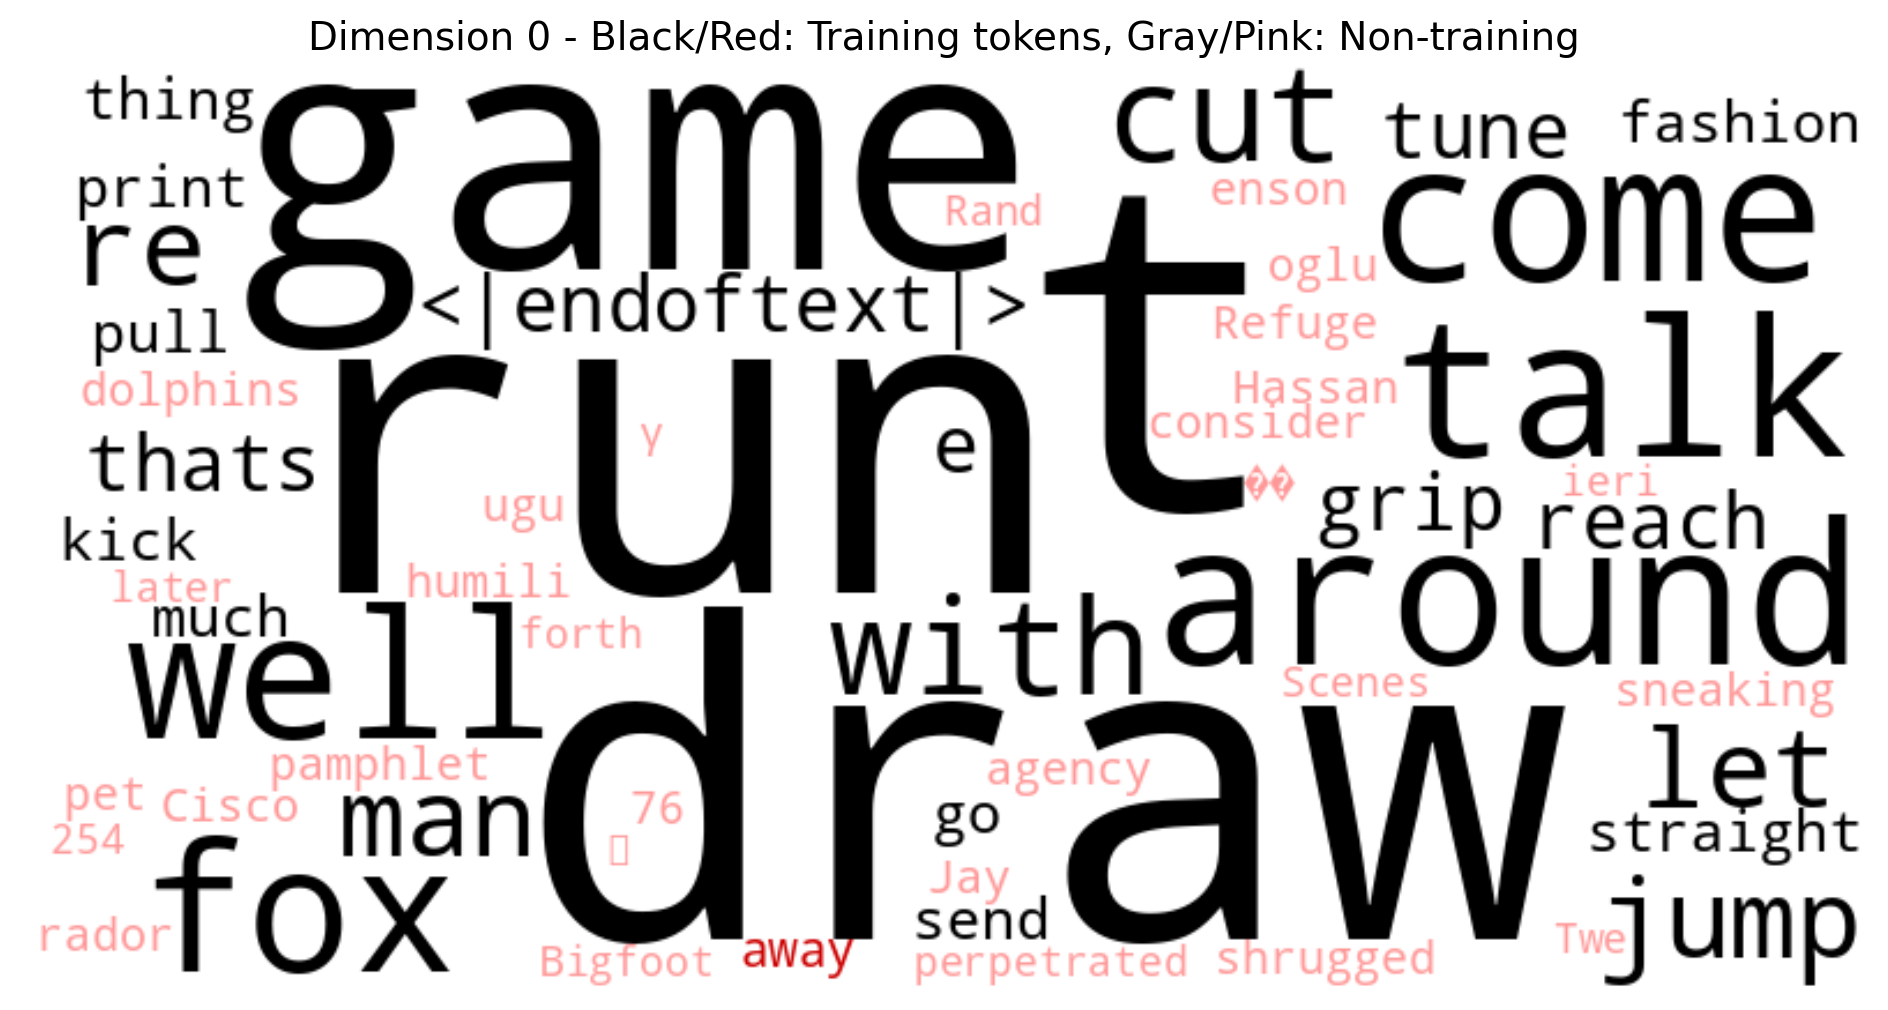 Dimension 0 - Black/Red: Training tokens, Gray/Pink: Non-training
thing
game
cut
tune
fashion
print
Rand
enson
come
re
<|endoftext|>
t
oglu
pull
Refuge
dolphins
run
Hassan
talk
consider
γ
e
thats
ugu
��
grip
ieri
reach
kick
later
humili
around
much
forth
with
well
draw
Scenes
sneaking
pamphlet
agency
let
pet
Cisco
man
76
go
254
straight
fox
Jay
jump
rador
send
Bigfoot
away
perpetrated
shrugged
Twe